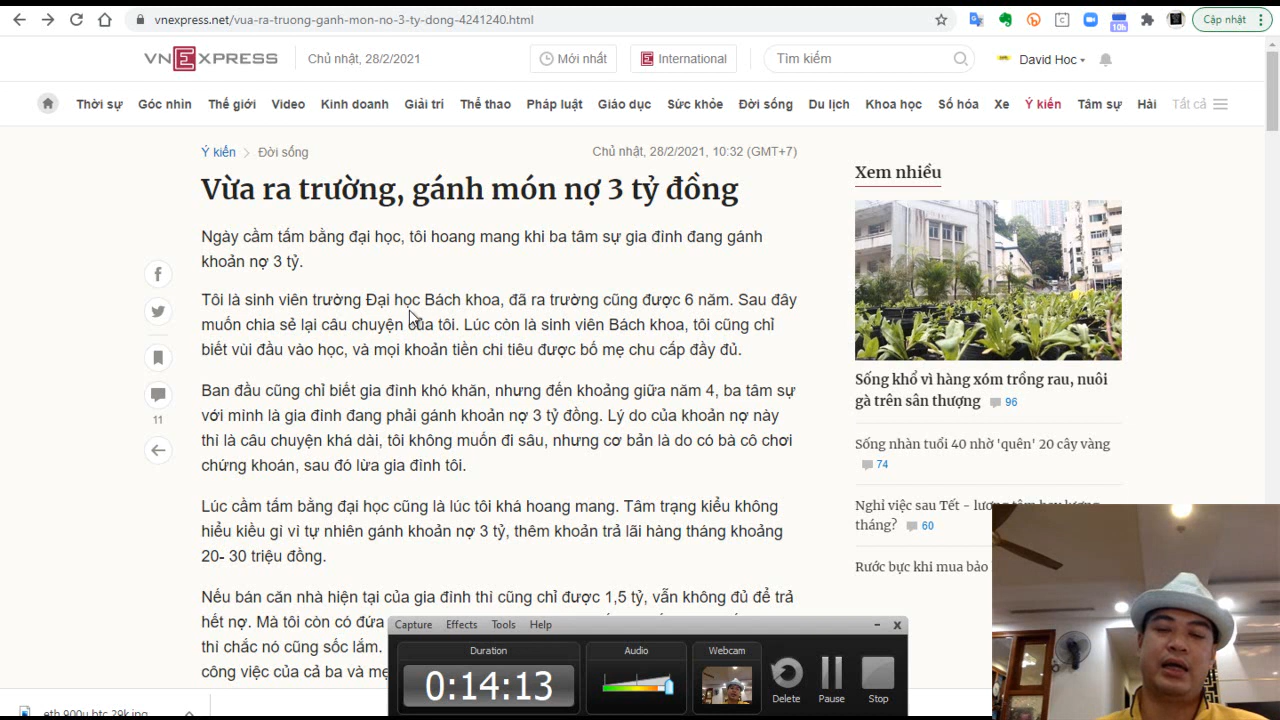 vnexpress.net/vua-ra-truong-ganh-mon-no-3-ty-dong-4241240.html
10h
Cập nhật
VNEXPRESS
Chủ nhật, 28/2/2021
Mới nhất
International
Tìm kiếm
David Hoc
Thời sự Góc nhìn Thế giới Video Kinh doanh Giải trí Thể thao Pháp luật Giáo dục Sức khỏe Đời sống Du lịch Khoa học Số hóa Xe Ý kiến Tâm sự Hài Tất cả
Ý kiến > Đời sống
Chủ nhật, 28/2/2021, 10:32 (GMT+7)
Vừa ra trường, gánh món nợ 3 tỷ đồng
Ngày cầm tấm bằng đại học, tôi hoang mang khi ba tâm sự gia đình đang gánh
khoản nợ 3 tỷ.
Tôi là sinh viên trường Đại học Bách khoa, đã ra trường cũng được 6 năm. Sau đây
muốn chia sẻ lại câu chuyện của tôi. Lúc còn là sinh viên Bách khoa, tôi cũng chỉ
biết vùi đầu vào học, và mọi khoản tiền chi tiêu được bố mẹ chu cấp đầy đủ.
Ban đầu cũng chỉ biết gia đình khó khăn, nhưng đến khoảng giữa năm 4, ba tâm sự
với mình là gia đình đang phải gánh khoản nợ 3 tỷ đồng. Lý do của khoản nợ này
thì là câu chuyện khá dài, tôi không muốn đi sâu, nhưng cơ bản là do có bà cô chơi
chứng khoán, sau đó lừa gia đình tôi.
Lúc cầm tấm bằng đại học cũng là lúc tôi khá hoang mang. Tâm trạng kiểu không
hiểu kiểu gì vì tự nhiên gánh khoản nợ 3 tỷ, thêm khoản trả lãi hàng tháng khoảng
20- 30 triệu đồng.
Nếu bán căn nhà hiện tại của gia đình thì cũng chỉ được 1,5 tỷ, vẫn không đủ để trả
hết nợ. Mà tôi còn có đứa
thì chắc nó cũng sốc lắm.
công việc của cả ba và mẹ
11
Xem nhiều
Sống khổ vì hàng xóm trồng rau, nuôi
gà trên sân thượng 96
Sống nhàn tuổi 40 nhờ 'quên' 20 cây vàng
74
Nghỉ việc sau Tết - lương tâm hay lương
tháng? 60
Rước bực khi mua bảo
Capture Effects Tools Help
Duration
0:14:13
Audio
Webcam
Delete
Pause
Stop
eth 900u btc 29k.jpg